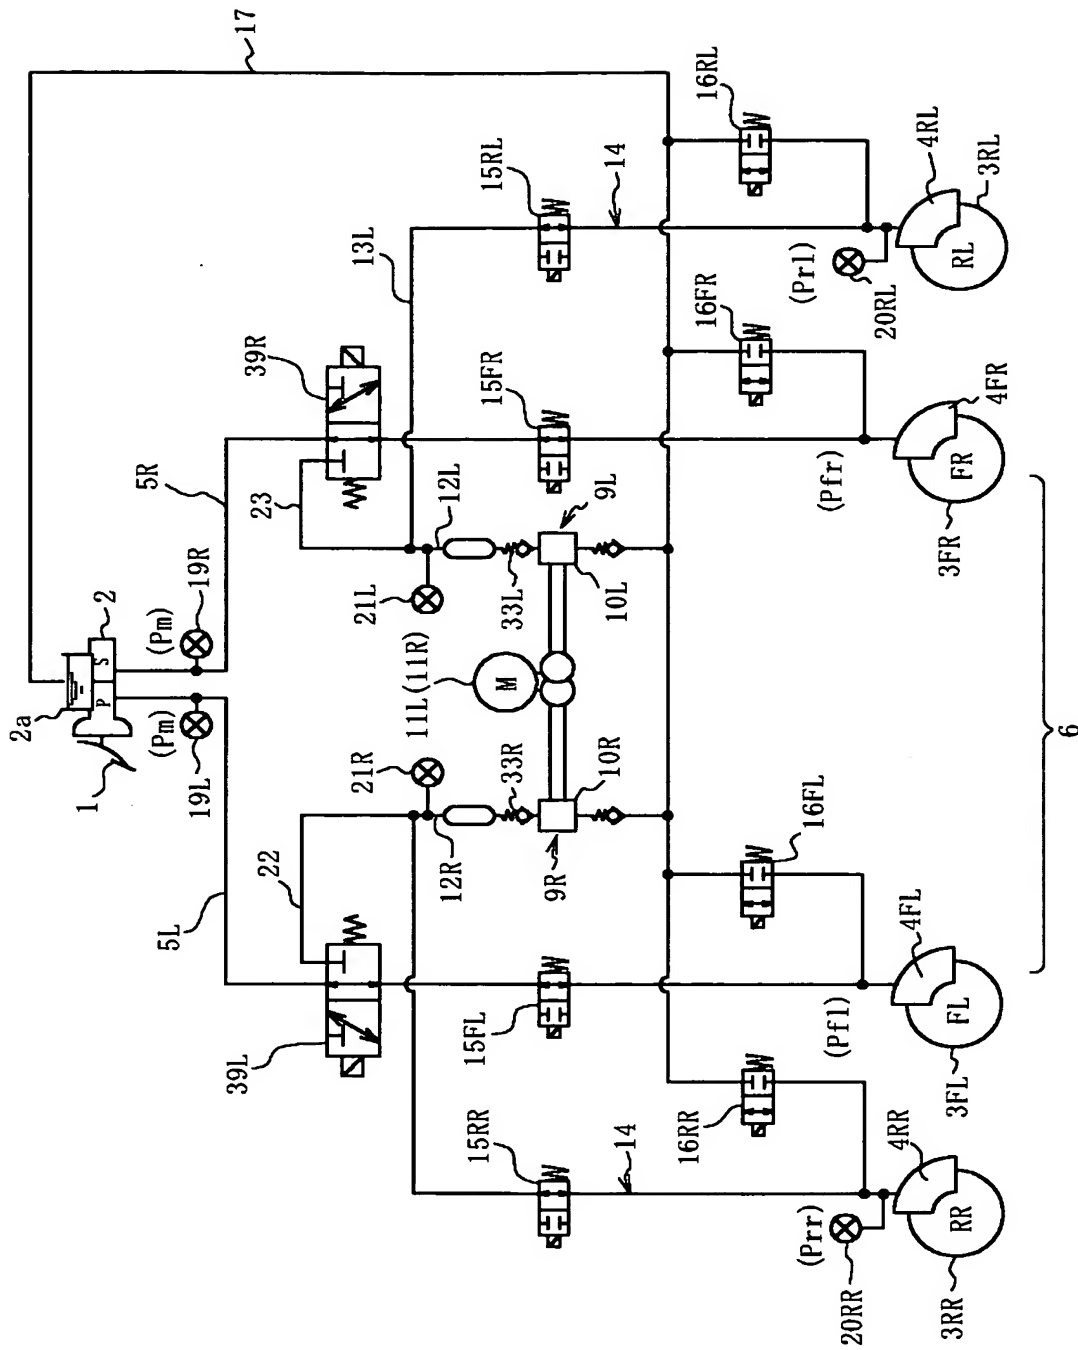 17
16RL
4RL
3RL
15RL
14
13L
RL
(Prl)
20RL
16FR
39R
15FR
4FR
5R
23
12L
9L
FR
(Pfr)
3FR
19R
(Pm)
2
S
P
2a
21L
33L
10L
11L(11R)
M
6
(Pm)
19L
1
21R
33R
10R
22
12R
9R
16FL
5L
4FL
15FL
FL
(Pfl)
3FL
39L
16RR
15RR
14
4RR
RR
(Prr)
20RR
3RR